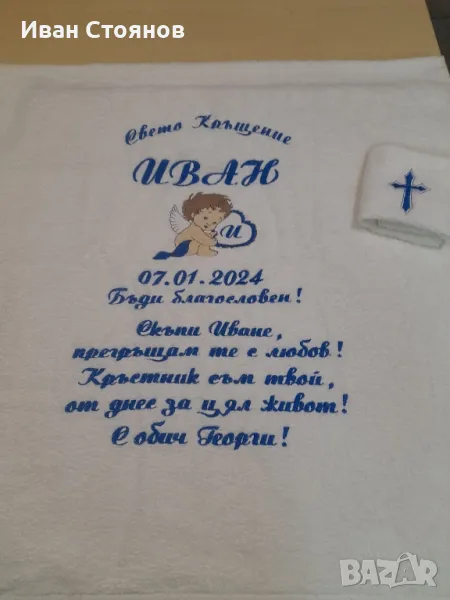 Иван Стоянов
Свето Кръщение
ИВАН
И
07.01.2024
Бъди благословен!
Скъпи Иване,
прегръщам те с любов!
Кръстник съм твой,
от днес за цял живот!
С обич Георги!
BAZAR